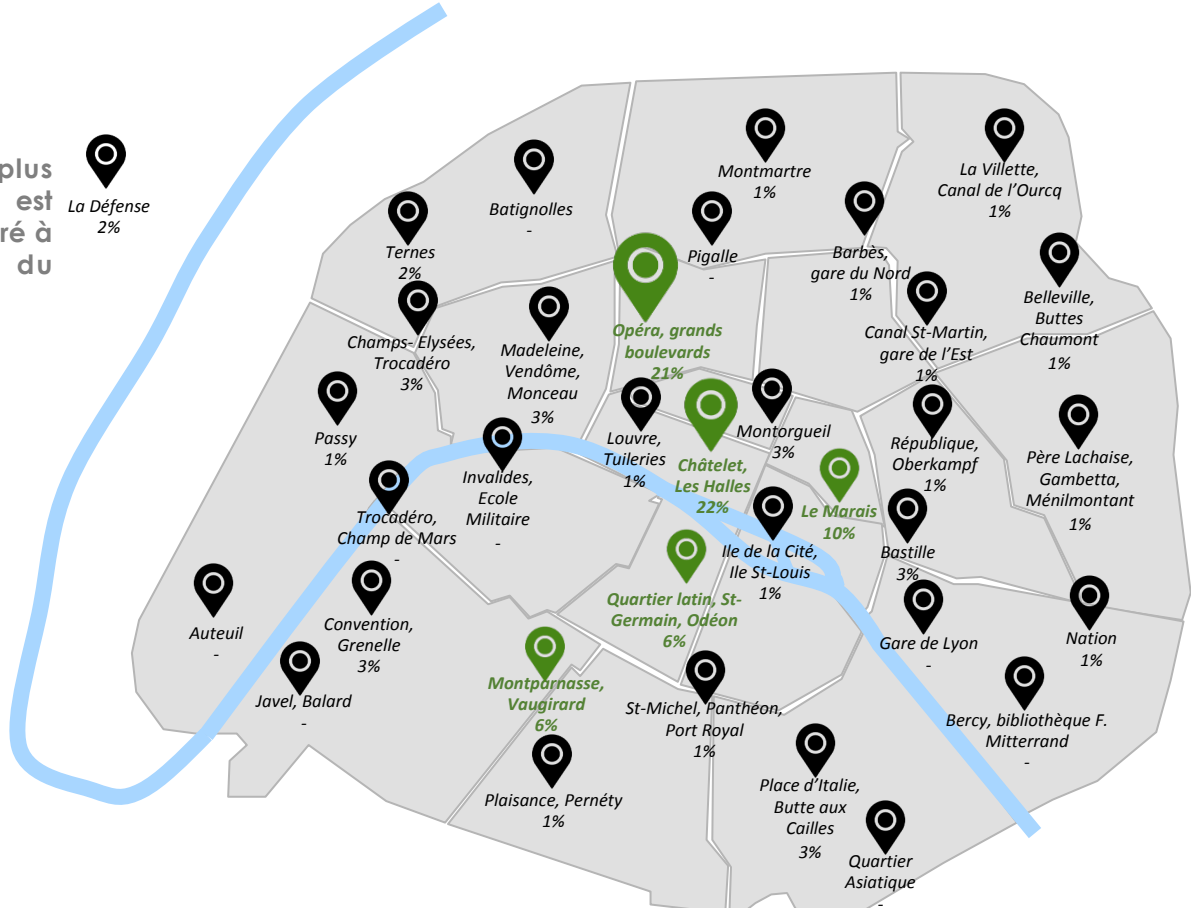 plus
est
ré à
du
La Défense
2%
Batignolles
-
Montmartre
1%
La Villette,
Canal de l'Ourcq
1%
Ternes
2%
Pigalle
-
Barbès,
gare du Nord
1%
Belleville,
Buttes
Chaumont
1%
Champs- Elysées,
Trocadéro
3%
Madeleine,
Vendôme,
Monceau
3%
Opéra, grands
boulevards
21%
Canal St-Martin,
gare de l'Est
1%
Passy
1%
Invalides,
Ecole
Militaire
-
Louvre,
Tuileries
1%
Châtelet,
Les Halles
22%
Montorgueil
3%
République,
Oberkampf
1%
Père Lachaise,
Gambetta,
Ménilmontant
1%
Trocadéro,
Champ de Mars
-
Le Marais
10%
Ile de la Cité,
Ile St-Louis
1%
Bastille
3%
Auteuil
-
Convention,
Grenelle
3%
Quartier latin, St-
Germain, Odéon
6%
Gare de Lyon
-
Nation
1%
Javel, Balard
-
Montparnasse,
Vaugirard
6%
St-Michel, Panthéon,
Port Royal
1%
Bercy, bibliothèque F.
Mitterrand
-
Plaisance, Pernéty
1%
Place d'Italie,
Butte aux
Cailles
3%
Quartier
Asiatique
-